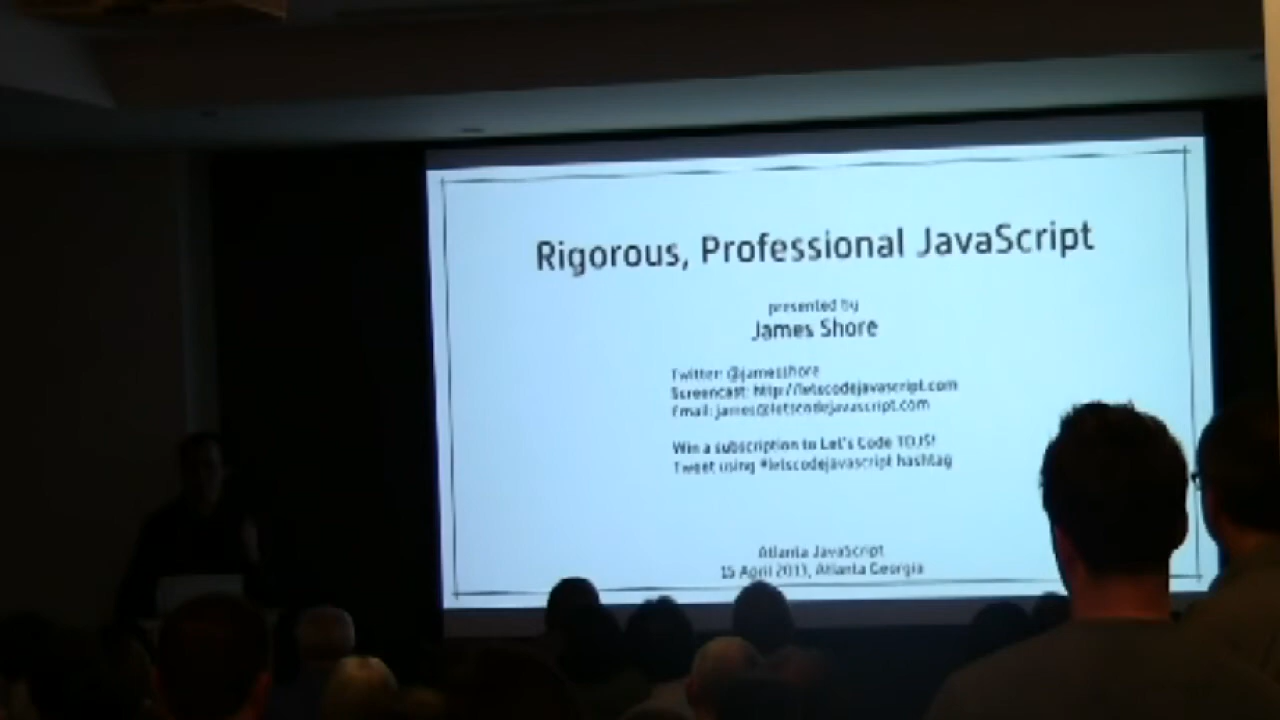 Rigorous, Professional JavaScript
presented by
James Shore
Twitter: @jamesshore
Screencast: http://letscodejavascript.com
Email: james@letscodejavascript.com
Win a subscription to Let's Code TDJS!
Tweet using #letscodejavascript hashtag
Atlanta JavaScript
15 April 2013, Atlanta Georgia